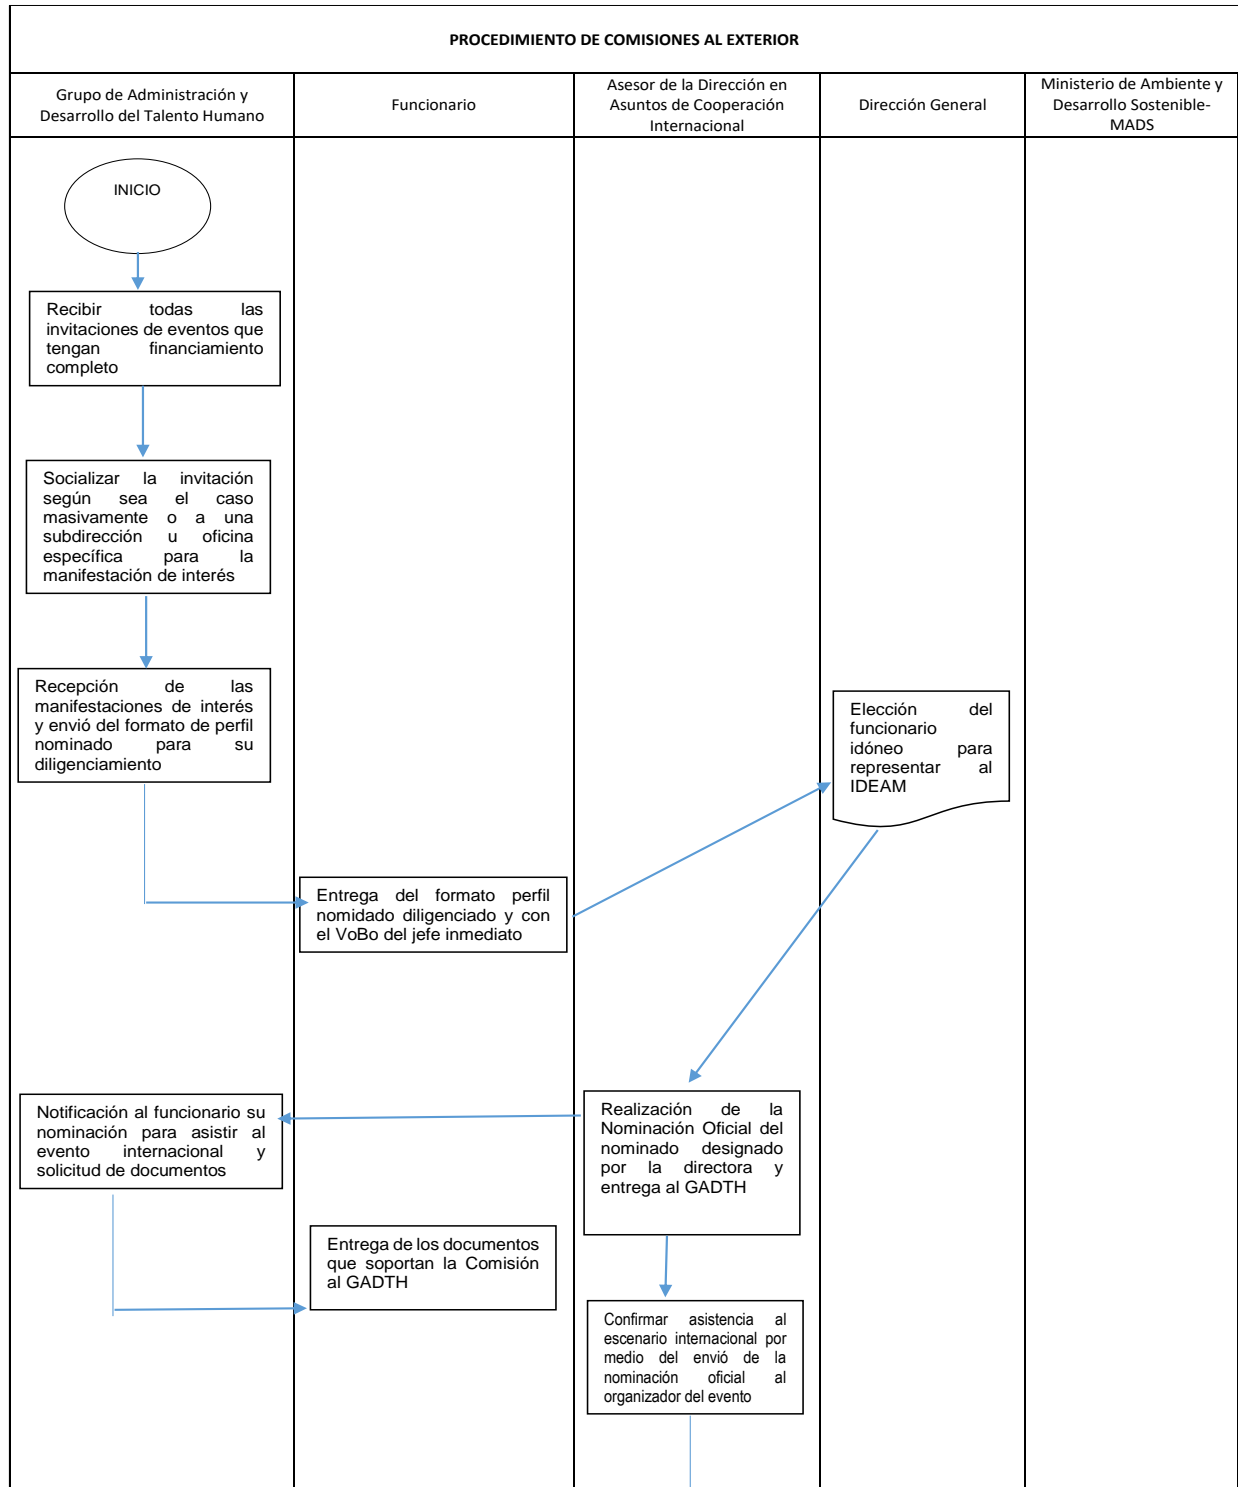 PROCEDIMIENTO DE COMISIONES AL EXTERIOR
Grupo de Administración y
Desarrollo del Talento Humano
Funcionario
Asesor de la Dirección en
Asuntos de Cooperación
Internacional
Dirección General
Ministerio de Ambiente y
Desarrollo Sostenible-
MADS
INICIO
Recibir todas las
invitaciones de eventos que
tengan financiamiento
completo
Socializar la invitación
según sea el caso
masivamente o a una
subdirección u oficina
específica para la
manifestación de interés
Recepción de las
manifestaciones de interés
y envió del formato de perfil
nominado para su
diligenciamiento
Elección del
funcionario
idóneo para
representar al
IDEAM
Entrega del formato perfil
nomidado diligenciado y con
el VoBo del jefe inmediato
Notificación al funcionario su
nominación para asistir al
evento internacional y
solicitud de documentos
Realización de la
Nominación Oficial del
nominado designado
por la directora y
entrega al GADTH
Entrega de los documentos
que soportan la Comisión
al GADTH
Confirmar asistencia al
escenario internacional por
medio del envió de la
nominación oficial al
organizador del evento